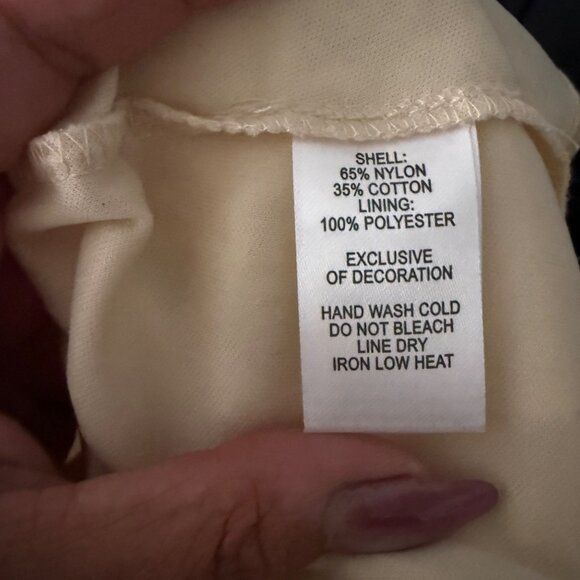 SHELL:
65% NYLON
35% COTTON
LINING:
100% POLYESTER
EXCLUSIVE
OF DECORATION
HAND WASH COLD
DO NOT BLEACH
LINE DRY
IRON LOW HEAT